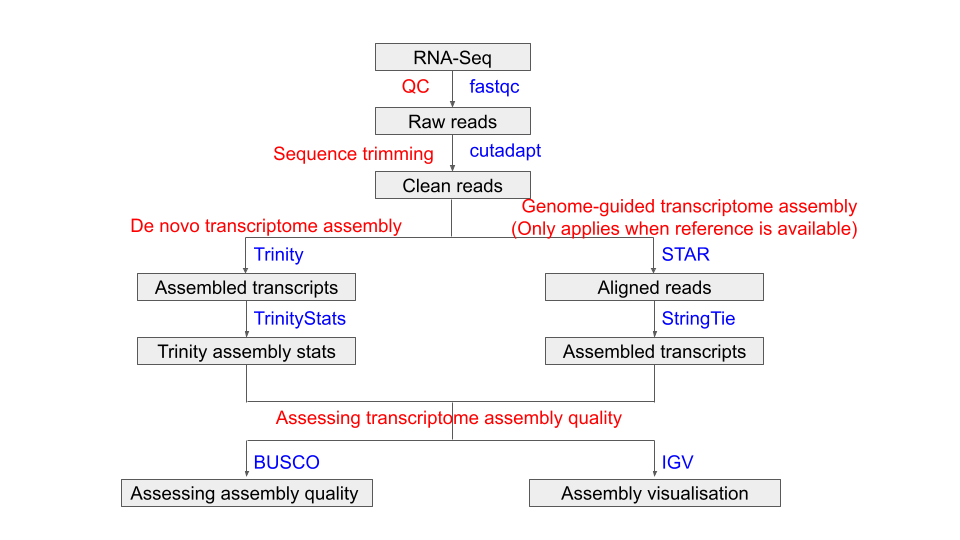 RNA-Seq
QC
fastqc
Raw reads
Sequence trimming
cutadapt
Clean reads
De novo transcriptome assembly
Genome-guided transcriptome assembly
(Only applies when reference is available)
Trinity
STAR
Assembled transcripts
Aligned reads
TrinityStats
StringTie
Trinity assembly stats
Assembled transcripts
Assessing transcriptome assembly quality
BUSCO
IGV
Assessing assembly quality
Assembly visualisation